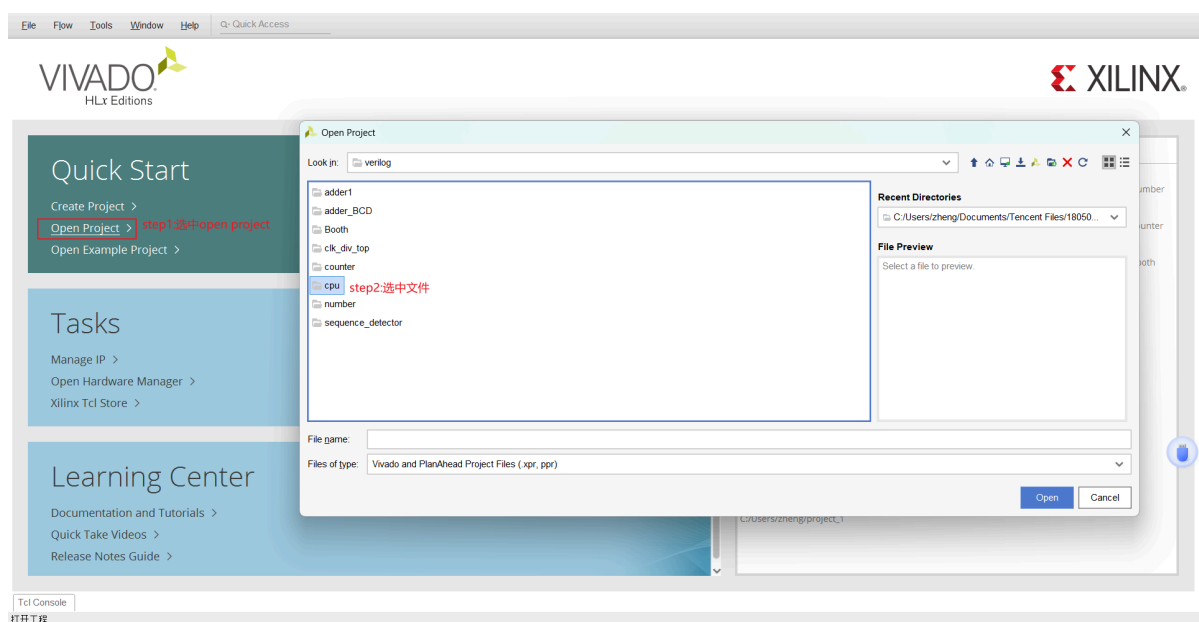 File Flow Tools Window Help Q- Quick Access
VIVADO
HLx Editions
XILINX
Open Project
Look in: verilog
Quick Start
Create Project >
Open Project > step1:选中open project
Open Example Project >
adder1
adder_BCD
Booth
clk_div_top
counter
cpu step2:选中文件
number
sequence_detector
Recent Directories
C:/Users/zheng/Documents/Tencent Files/18050...
File Preview
Select a file to preview.
Tasks
Manage IP >
Open Hardware Manager >
Xilinx Tcl Store >
File name:
Files of type: Vivado and PlanAhead Project Files (.xpr, ppr)
Open Cancel
Learning Center
Documentation and Tutorials >
Quick Take Videos >
Release Notes Guide >
C:/Users/zheng/project_1
Tcl Console
打开工程